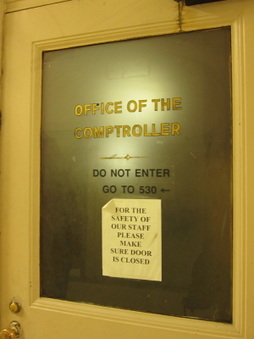 OFFICE OF THE
COMPTROLLER
DO NOT ENTER
GO TO 530 ←
FOR THE
SAFETY OF
OUR STAFF
PLEASE
MAKE
SURE DOOR
IS CLOSED